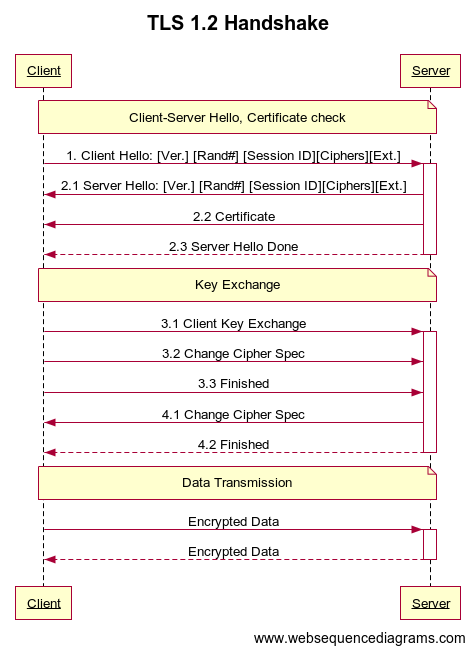 TLS 1.2 Handshake
Client
Server
Client-Server Hello, Certificate check
1. Client Hello: [Ver.] [Rand#] [Session ID][Ciphers][Ext.]
2.1 Server Hello: [Ver.] [Rand#] [Session ID][Ciphers][Ext.]
2.2 Certificate
2.3 Server Hello Done
Key Exchange
3.1 Client Key Exchange
3.2 Change Cipher Spec
3.3 Finished
4.1 Change Cipher Spec
4.2 Finished
Data Transmission
Encrypted Data
Encrypted Data
Client
Server
www.websequencediagrams.com